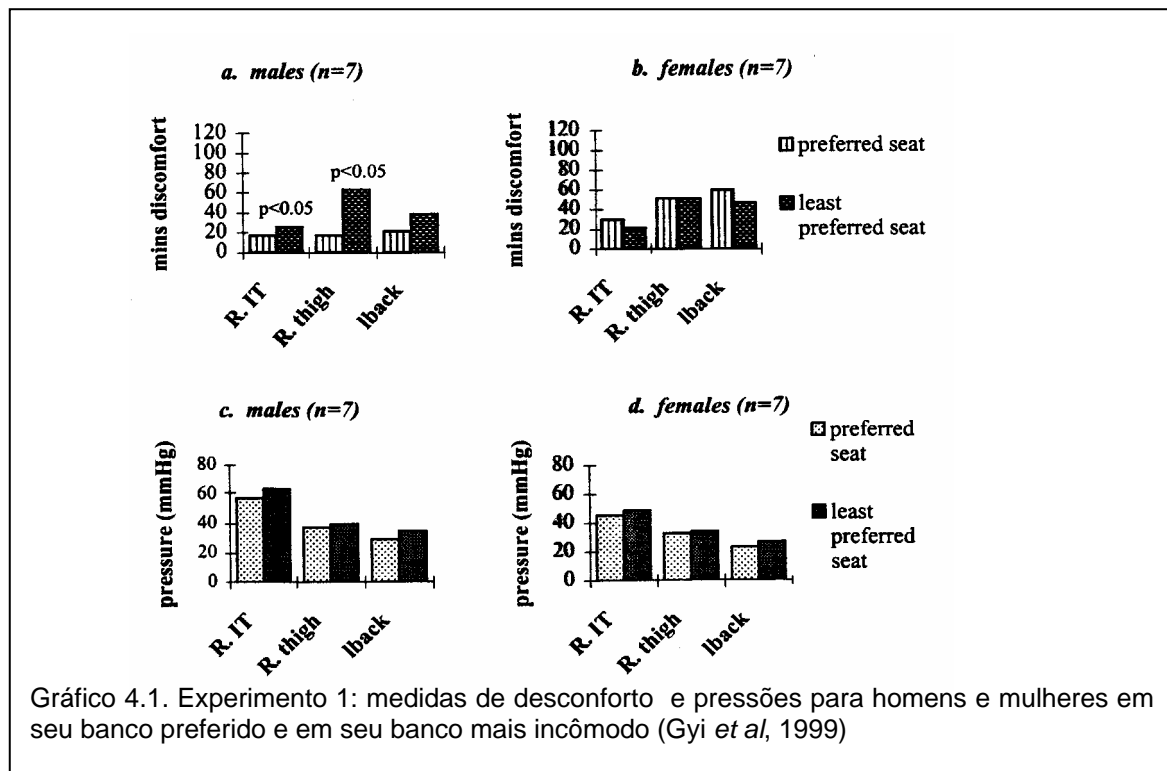 a. males (n=7)
b. females (n=7)
mins discomfort
120
100
80
60
40
20
0
p<0.05
p<0.05
R. IT
R. thigh
lback
mins discomfort
120
100
80
60
40
20
0
R. IT
R. thigh
lback
preferred seat
least
preferred seat
c. males (n=7)
d. females (n=7)
pressure (mmHg)
80
60
40
20
0
R. IT
R. thigh
lback
pressure (mmHg)
80
60
40
20
0
R. IT
R. thigh
lback
preferred
seat
least
preferred
seat
Gráfico 4.1. Experimento 1: medidas de desconforto e pressões para homens e mulheres em
seu banco preferido e em seu banco mais incômodo (Gyi et al, 1999)